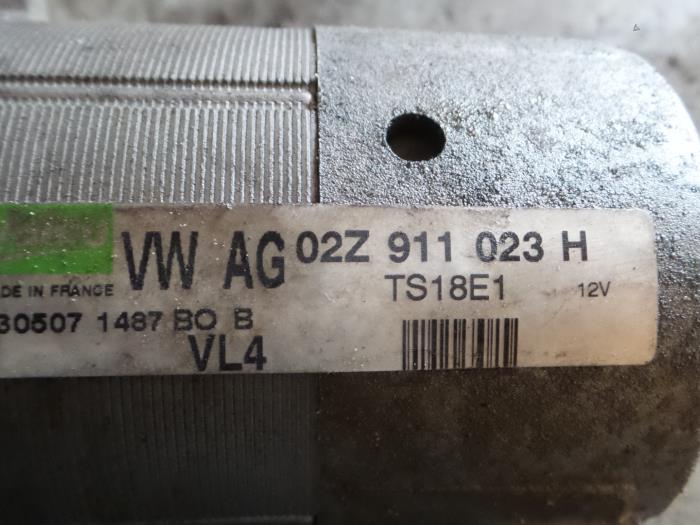 VW AG 02Z 911 023 H
DE IN FRANCE TS18E1 12V
30507 1487 BO B
VL4